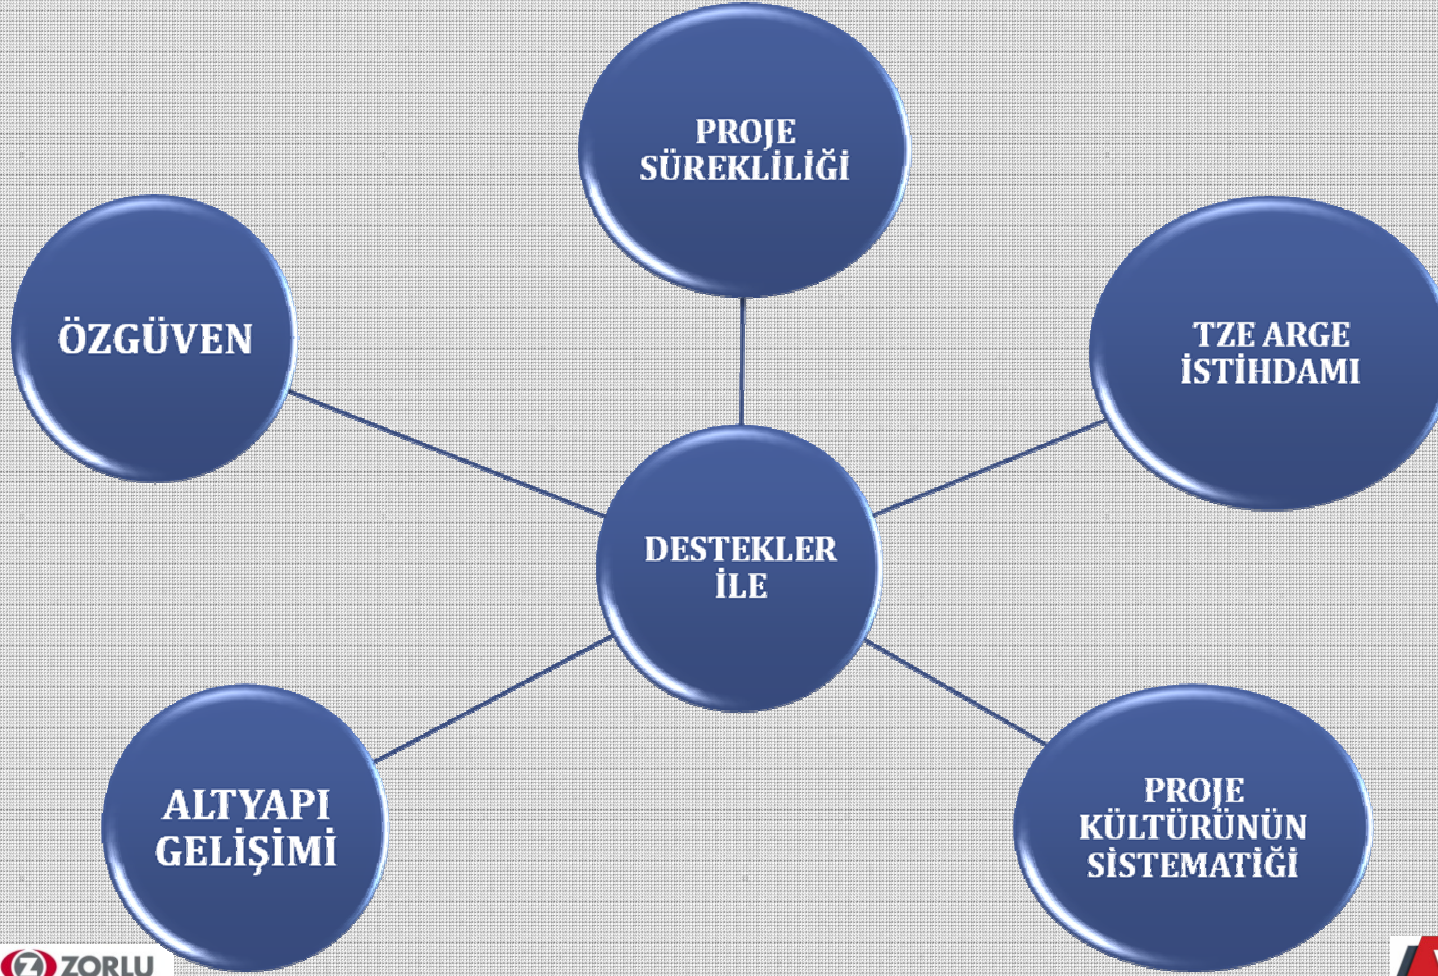 PROJE
SÜREKLİLİĞİ
ÖZGÜVEN
TZE ARGE
İSTİHDAMI
DESTEKLER
İLE
ALTYAPI
GELİŞİMİ
PROJE
KÜLTÜRÜNÜN
SİSTEMATİĞİ
ZORLU